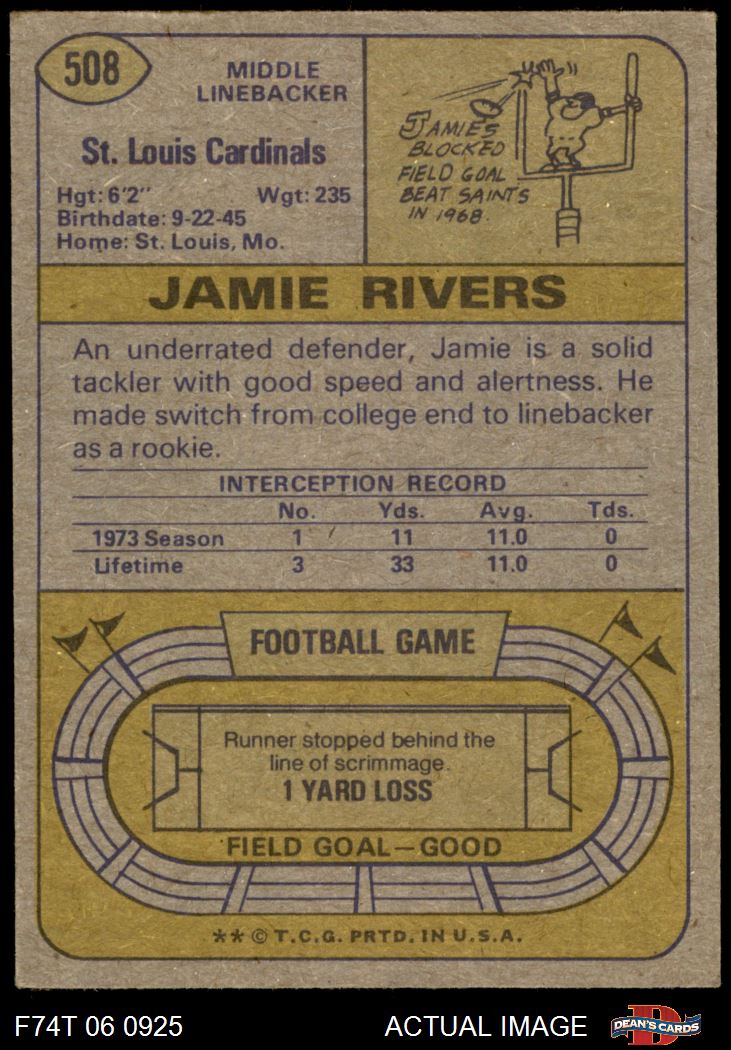 508
MIDDLE
LINEBACKER
St. Louis Cardinals
Hgt: 6'2" Wgt: 235
Birthdate: 9-22-45
Home: St. Louis, Mo.
JAMIE'S
BLOCKED
FIELD GOAL
BEAT SAINTS
IN 1968.
JAMIE RIVERS
An underrated defender, Jamie is a solid
tackler with good speed and alertness. He
made switch from college end to linebacker
as a rookie.
INTERCEPTION RECORD
No. Yds. Avg. Tds.
1973 Season 1 11 11.0 0
Lifetime 3 33 11.0 0
FOOTBALL GAME
Runner stopped behind the
line of scrimmage.
1 YARD LOSS
FIELD GOAL—GOOD
** © T.C.G. PRTD. IN U.S.A.
F74T 06 0925 ACTUAL IMAGE
D
DEAN'S CARDS